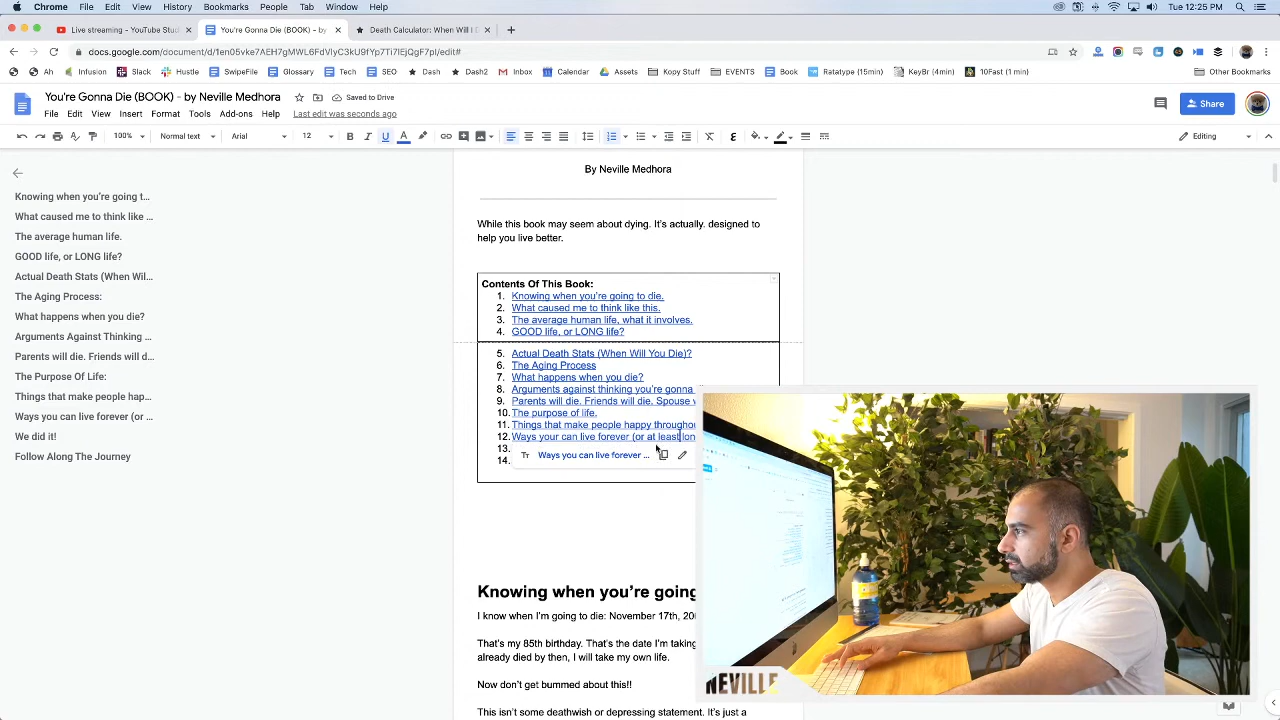 Chrome File Edit View History Bookmarks People Tab Window Help
Tue 12:25 PM
Live streaming - YouTube Stud
You're Gonna Die (BOOK) - by
Death Calculator: When Will I
docs.google.com/document/d/1en05vke7AEH7gMWL6FdVlyC3kU9fYp7Ti7lEjQgF7pI/edit#
Ah Infusion Slack Hustle SwipeFile Glossary Tech SEO Dash Dash2 Inbox Calendar Assets Kopy Stuff EVENTS Book Ratatype (15min) KeyBr (4min) 10Fast (1 min) Other Bookmarks
You're Gonna Die (BOOK) - by Neville Medhora
Saved to Drive
File Edit View Insert Format Tools Add-ons Help Last edit was seconds ago
Share
100% Normal text Arial 12 Editing
Knowing when you're going t...
What caused me to think like ...
The average human life.
GOOD life, or LONG life?
Actual Death Stats (When Wil...
The Aging Process:
What happens when you die?
Arguments Against Thinking ...
Parents will die. Friends will d...
The Purpose Of Life:
Things that make people hap...
Ways you can live forever (or ...
We did it!
Follow Along The Journey
By Neville Medhora
While this book may seem about dying. It's actually. designed to
help you live better.
Contents Of This Book:
1. Knowing when you're going to die.
2. What caused me to think like this.
3. The average human life, what it involves.
4. GOOD life, or LONG life?
5. Actual Death Stats (When Will You Die)?
6. The Aging Process
7. What happens when you die?
8. Arguments against thinking you're gonna
9. Parents will die. Friends will die. Spouse
10. The purpose of life.
11. Things that make people happy
12. Ways your can live forever (or at least
13.
14.
Ways you can live forever ...
Knowing when you're going
I know when I'm going to die: November 17th,
That's my 85th birthday. That's the date I'm taking
already died by then, I will take my own life.
Now don't get bummed about this!!
This isn't some deathwish or depressing statement. It's just a
NEVILLE